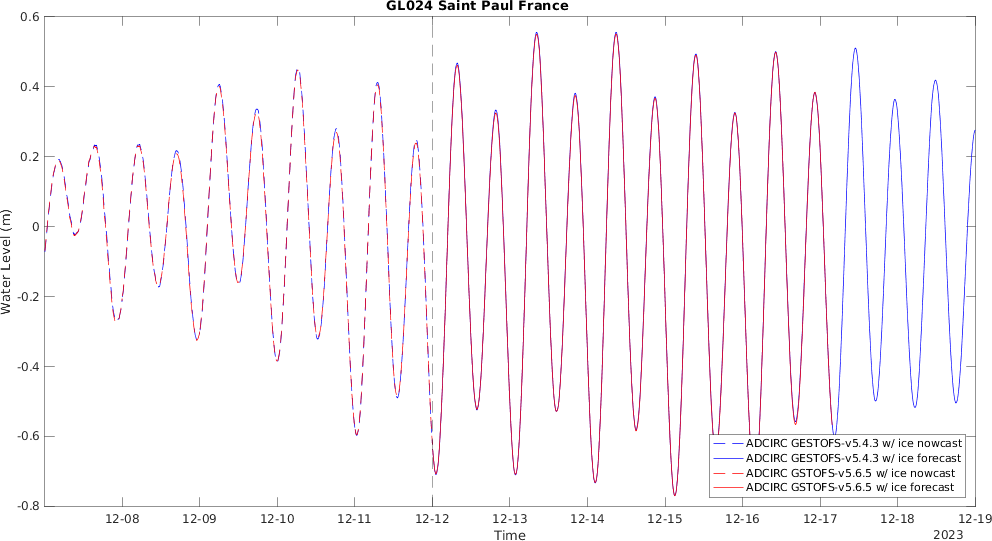 GL024 Saint Paul France
0.6
0.4
0.2
0
-0.2
-0.4
-0.6
-0.8
Water Level (m)
12-08 12-09 12-10 12-11 12-12 12-13 12-14 12-15 12-16 12-17 12-18 12-19
Time
2023
ADCIRC GESTOFS-v5.4.3 w/ ice nowcast
ADCIRC GESTOFS-v5.4.3 w/ ice forecast
ADCIRC GSTOFS-v5.6.5 w/ ice nowcast
ADCIRC GSTOFS-v5.6.5 w/ ice forecast